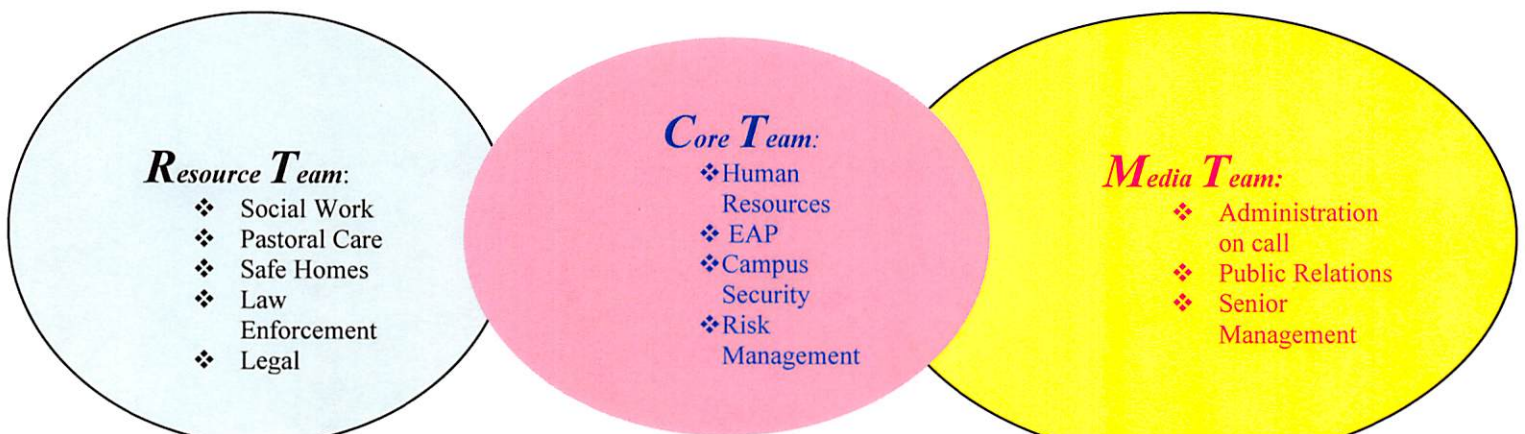 Resource Team:
❖ Social Work
❖ Pastoral Care
❖ Safe Homes
❖ Law
Enforcement
❖ Legal
Core Team:
❖Human
Resources
❖ EAP
❖Campus
Security
❖Risk
Management
Media Team:
❖ Administration
on call
❖ Public Relations
❖ Senior
Management